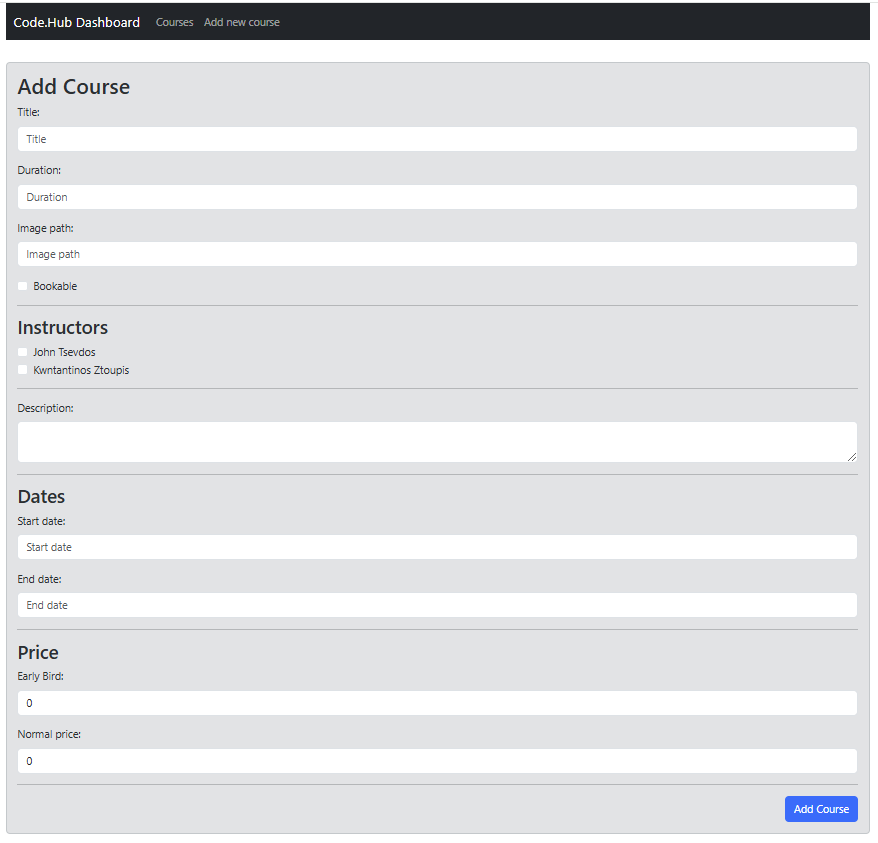 Code.Hub Dashboard Courses Add new course
Add Course
Title:
Title
Duration:
Duration
Image path:
Image path
Bookable
Instructors
John Tsevdos
Kwntantinos Ztoupis
Description:
Dates
Start date:
Start date
End date:
End date
Price
Early Bird:
0
Normal price:
0
Add Course